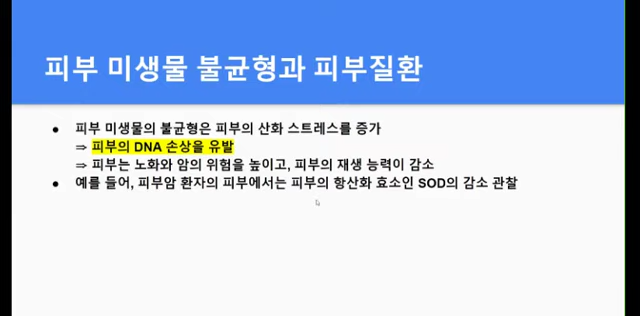 피부 미생물 불균형과 피부질환
● 피부 미생물의 불균형은 피부의 산화 스트레스를 증가
⇒ 피부의 DNA 손상을 유발
⇒ 피부는 노화와 암의 위험을 높이고, 피부의 재생 능력이 감소
● 예를 들어, 피부암 환자의 피부에서는 피부의 항산화 효소인 SOD의 감소 관찰